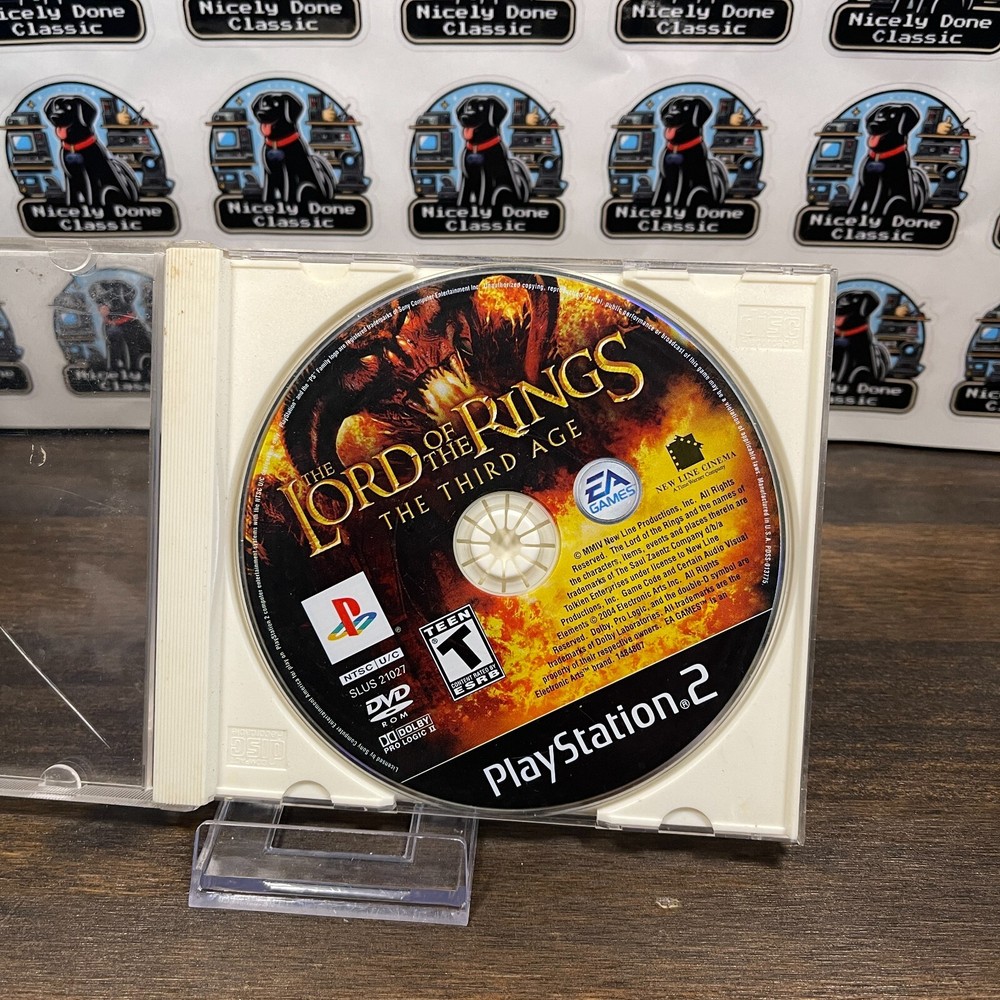 Nicely Done
Classic
Nicely Done
Classic
Nicely Done
Classic
Nicely Done
Classic
Nicely Done
Classic
Nicely Done
Classic
Nicely Done
Classic
Nicely Done
Classic
Nicely Done
Classic
Nicely Done
Classic
THE
LORD OF THE RINGS
THE THIRD AGE
EA
GAMES
NEW LINE CINEMA
A Time Warner Company
© MMIV New Line Productions, Inc. All Rights
Reserved. The Lord of the Rings and the names of
the characters, items, events and places therein are
trademarks of The Saul Zaentz Company d/b/a
Tolkien Enterprises under license to New Line
Productions, Inc. Game Code and Certain Audio Visual
Elements © 2004 Electronic Arts Inc. All Rights
Reserved. Dolby, Pro Logic, and the double-D symbol are
trademarks of Dolby Laboratories. All trademarks are the
property of their respective owners. EA GAMES™ is an
Electronic Arts™ brand. 1484807
NTSC U/C
SLUS 21027
DVD
ROM
DOLBY
PRO LOGIC II
TEEN
T
CONTENT RATED BY
ESRB
PlayStation®2